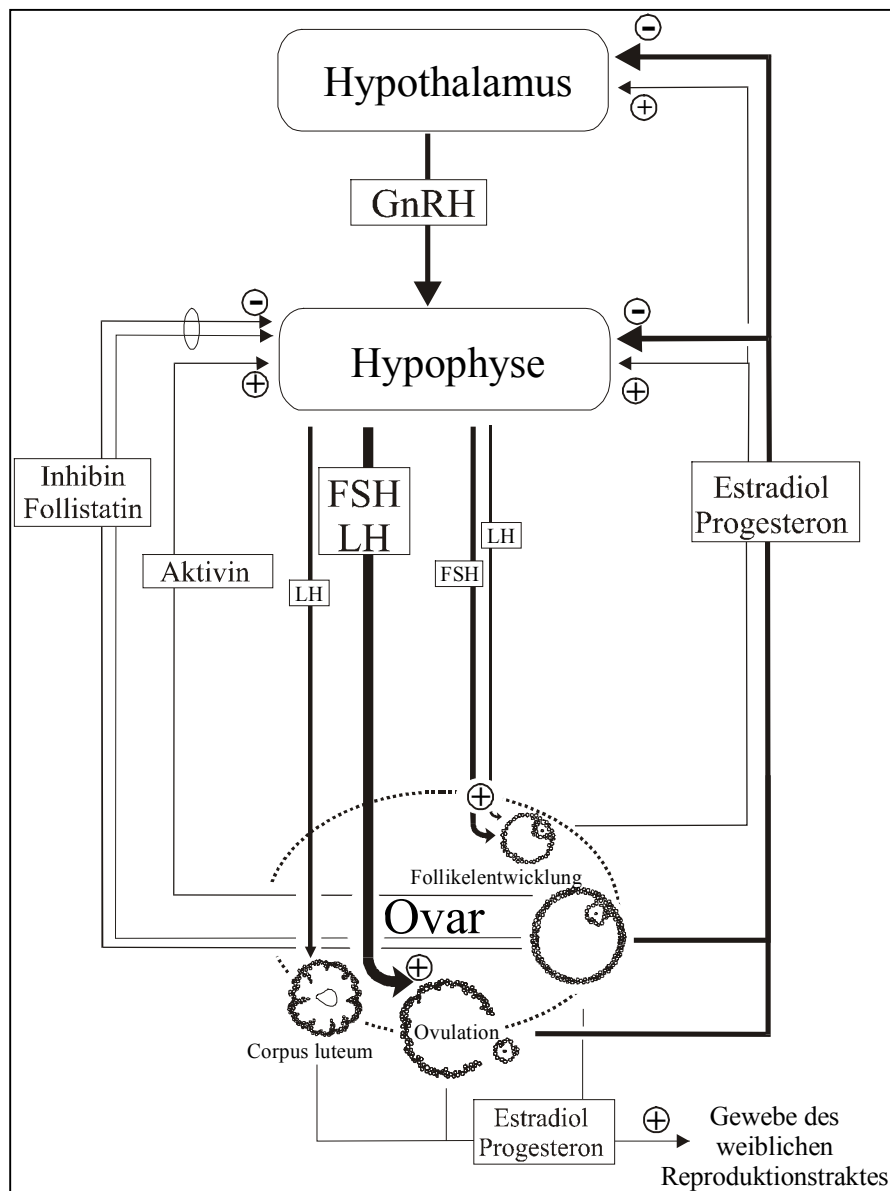 -
Hypothalamus
+
GnRH
-
-
Hypophyse
+
+
Inhibin
Follistatin
FSH
LH
LH
Estradiol
Progesteron
FSH
Aktivin
LH
+
Follikelentwicklung
Ovar
+
Ovulation
Corpus luteum
Estradiol
Progesteron
+
Gewebe des
weiblichen
Reproduktionstraktes